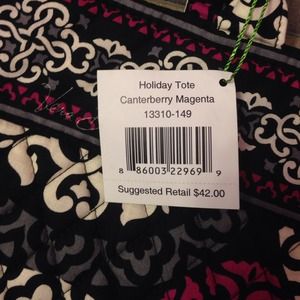 Holiday Tote
Canterberry Magenta
13310-149
8 86003 22969 9
Suggested Retail $42.00